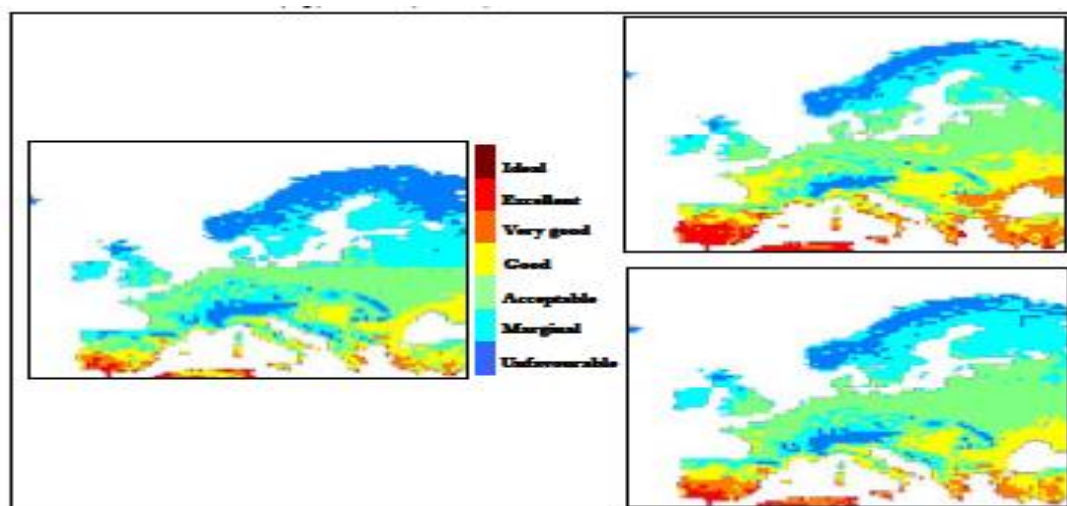 Ideal
Excellent
Very good
Good
Acceptable
Marginal
Unfavourable